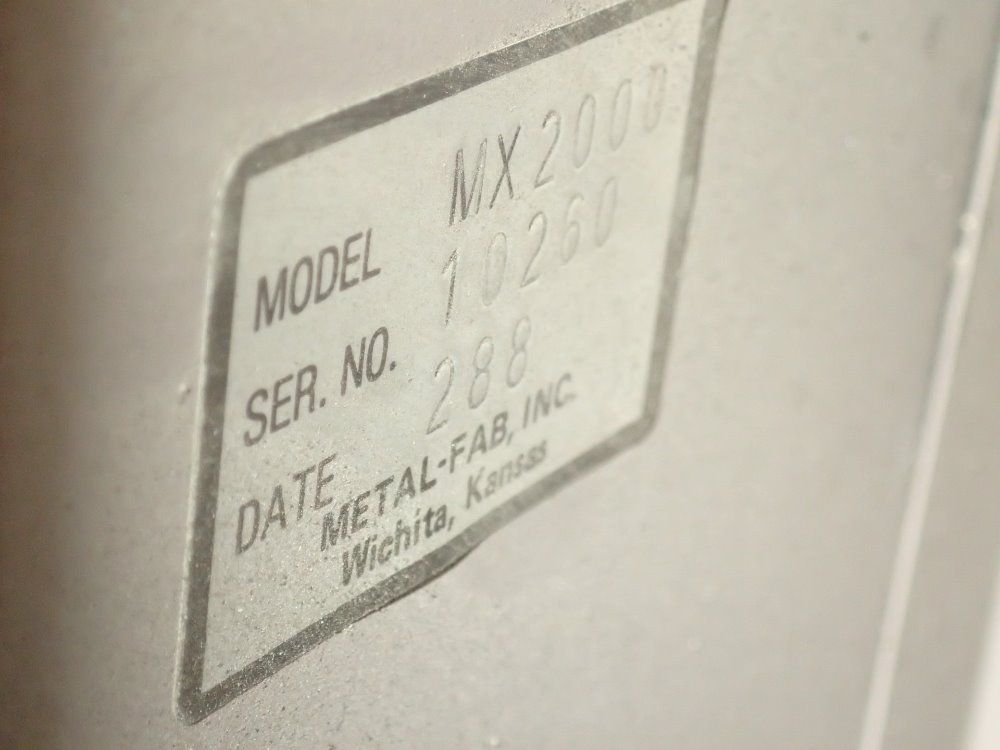 MODEL MX2000
SER. NO. 10260
DATE 288
METAL-FAB, INC.
Wichita, Kansas